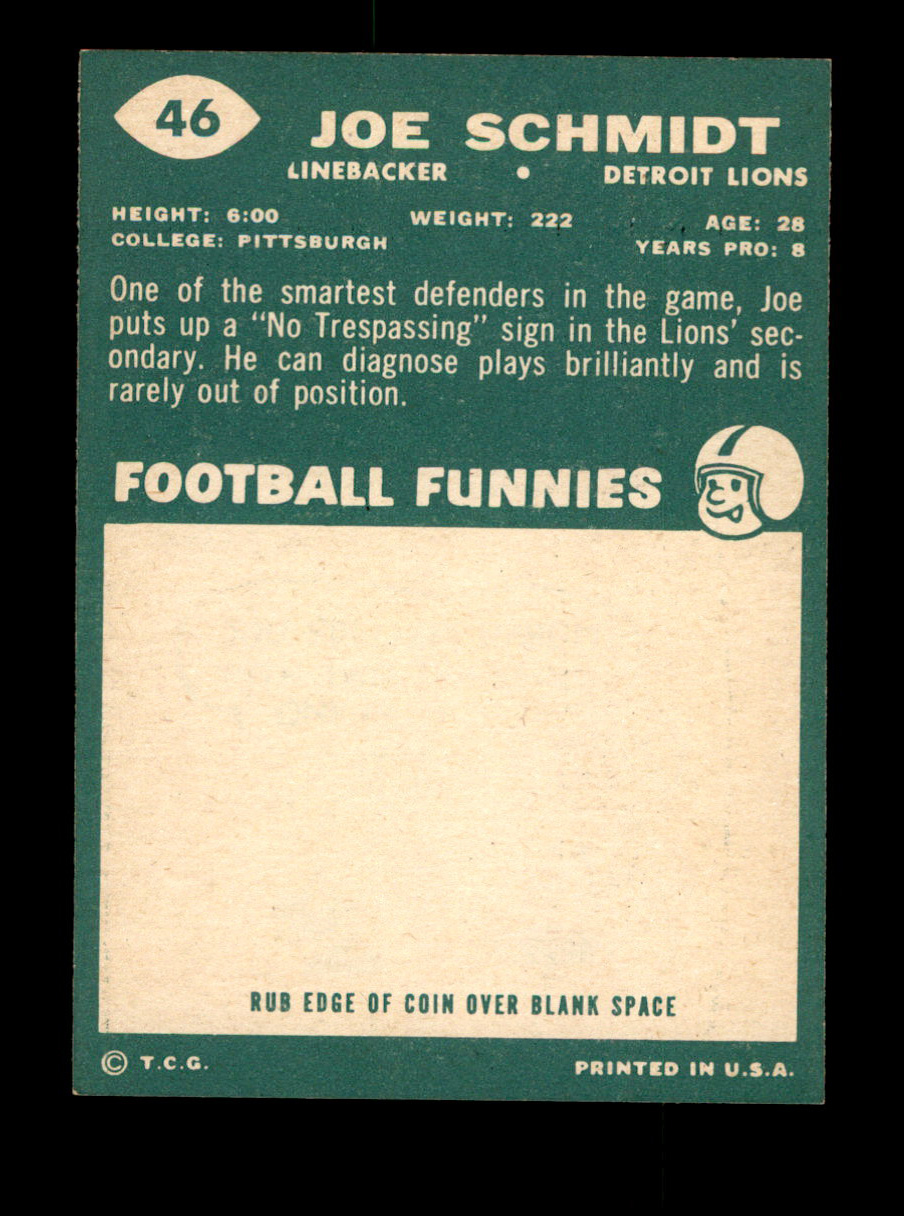 46
JOE SCHMIDT
LINEBACKER • DETROIT LIONS
HEIGHT: 6:00 WEIGHT: 222 AGE: 28
COLLEGE: PITTSBURGH YEARS PRO: 8
One of the smartest defenders in the game, Joe
puts up a "No Trespassing" sign in the Lions' sec-
ondary. He can diagnose plays brilliantly and is
rarely out of position.
FOOTBALL FUNNIES
RUB EDGE OF COIN OVER BLANK SPACE
© T.C.G. PRINTED IN U.S.A.